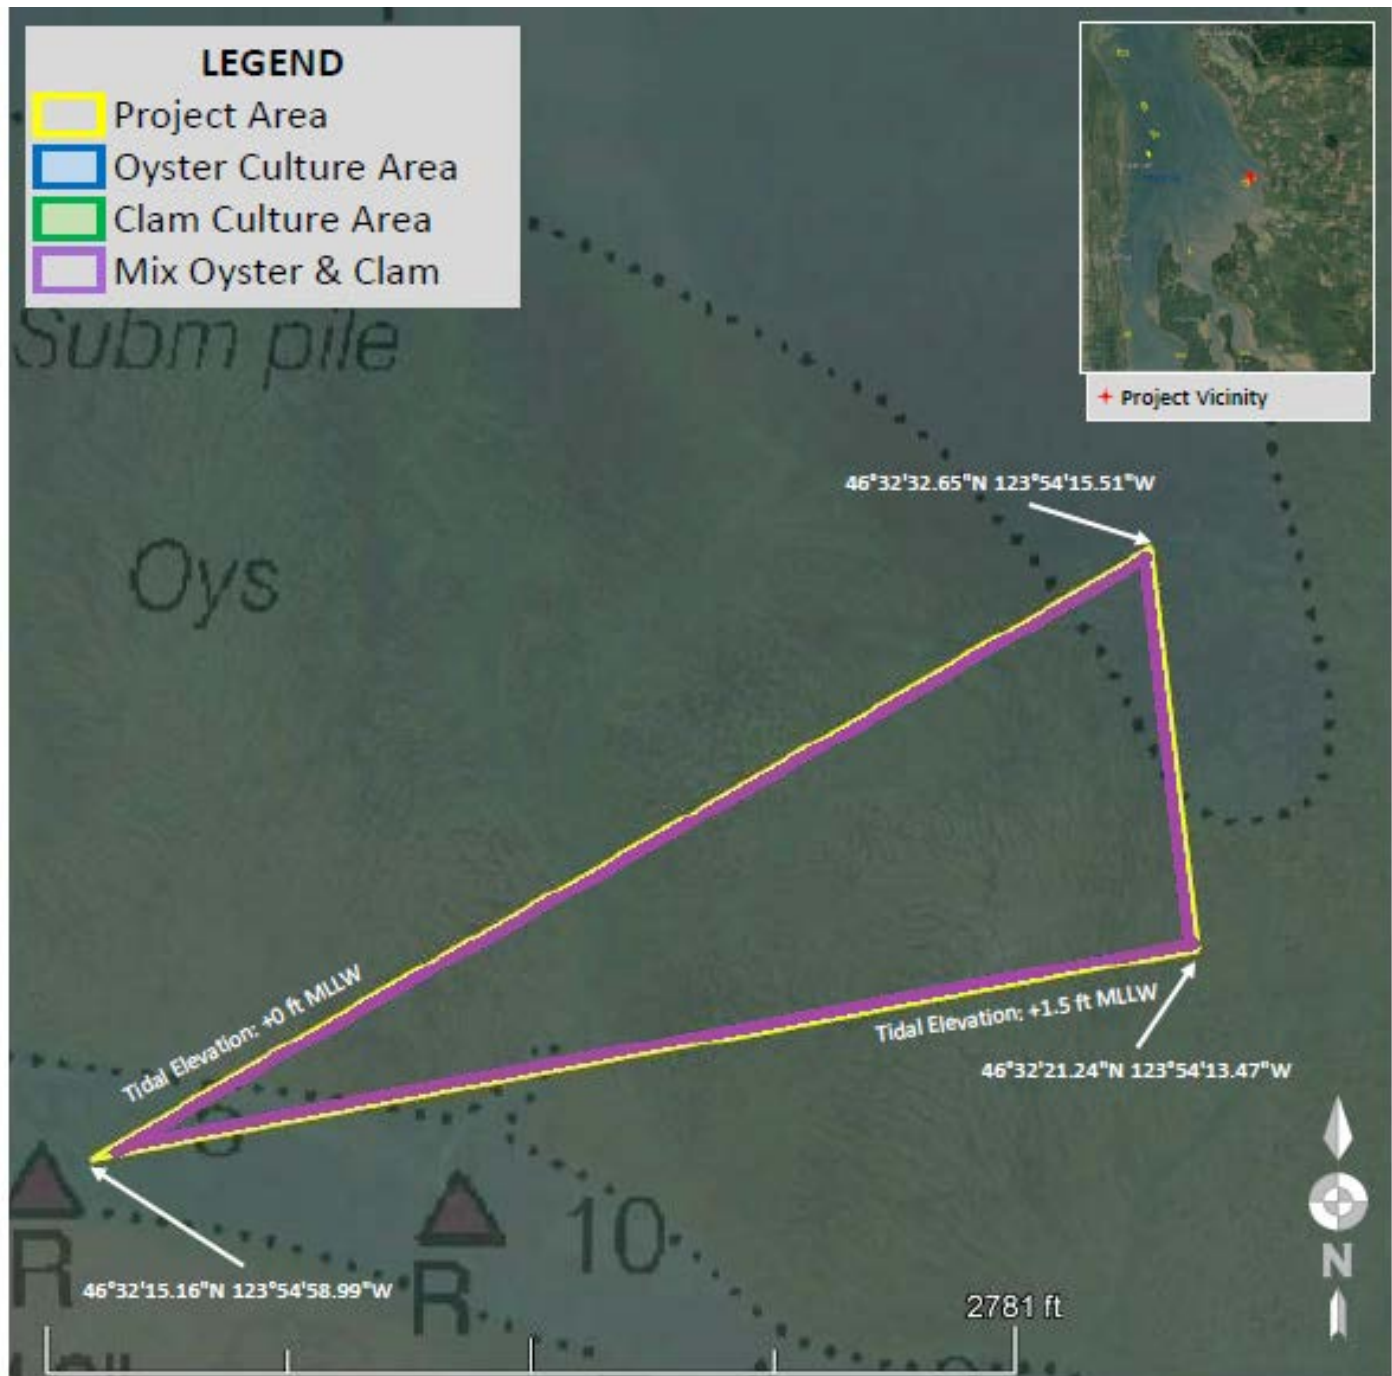 LEGEND
Project Area
Oyster Culture Area
Clam Culture Area
Mix Oyster & Clam
Project Vicinity
Subm pile
46°32'32.65"N 123°54'15.51"W
Oys
Tidal Elevation: +0 ft MLLW
Tidal Elevation: +1.5 ft MLLW
46°32'21.24"N 123°54'13.47"W
10
R
R
46°32'15.16"N 123°54'58.99"W
N
2781 ft